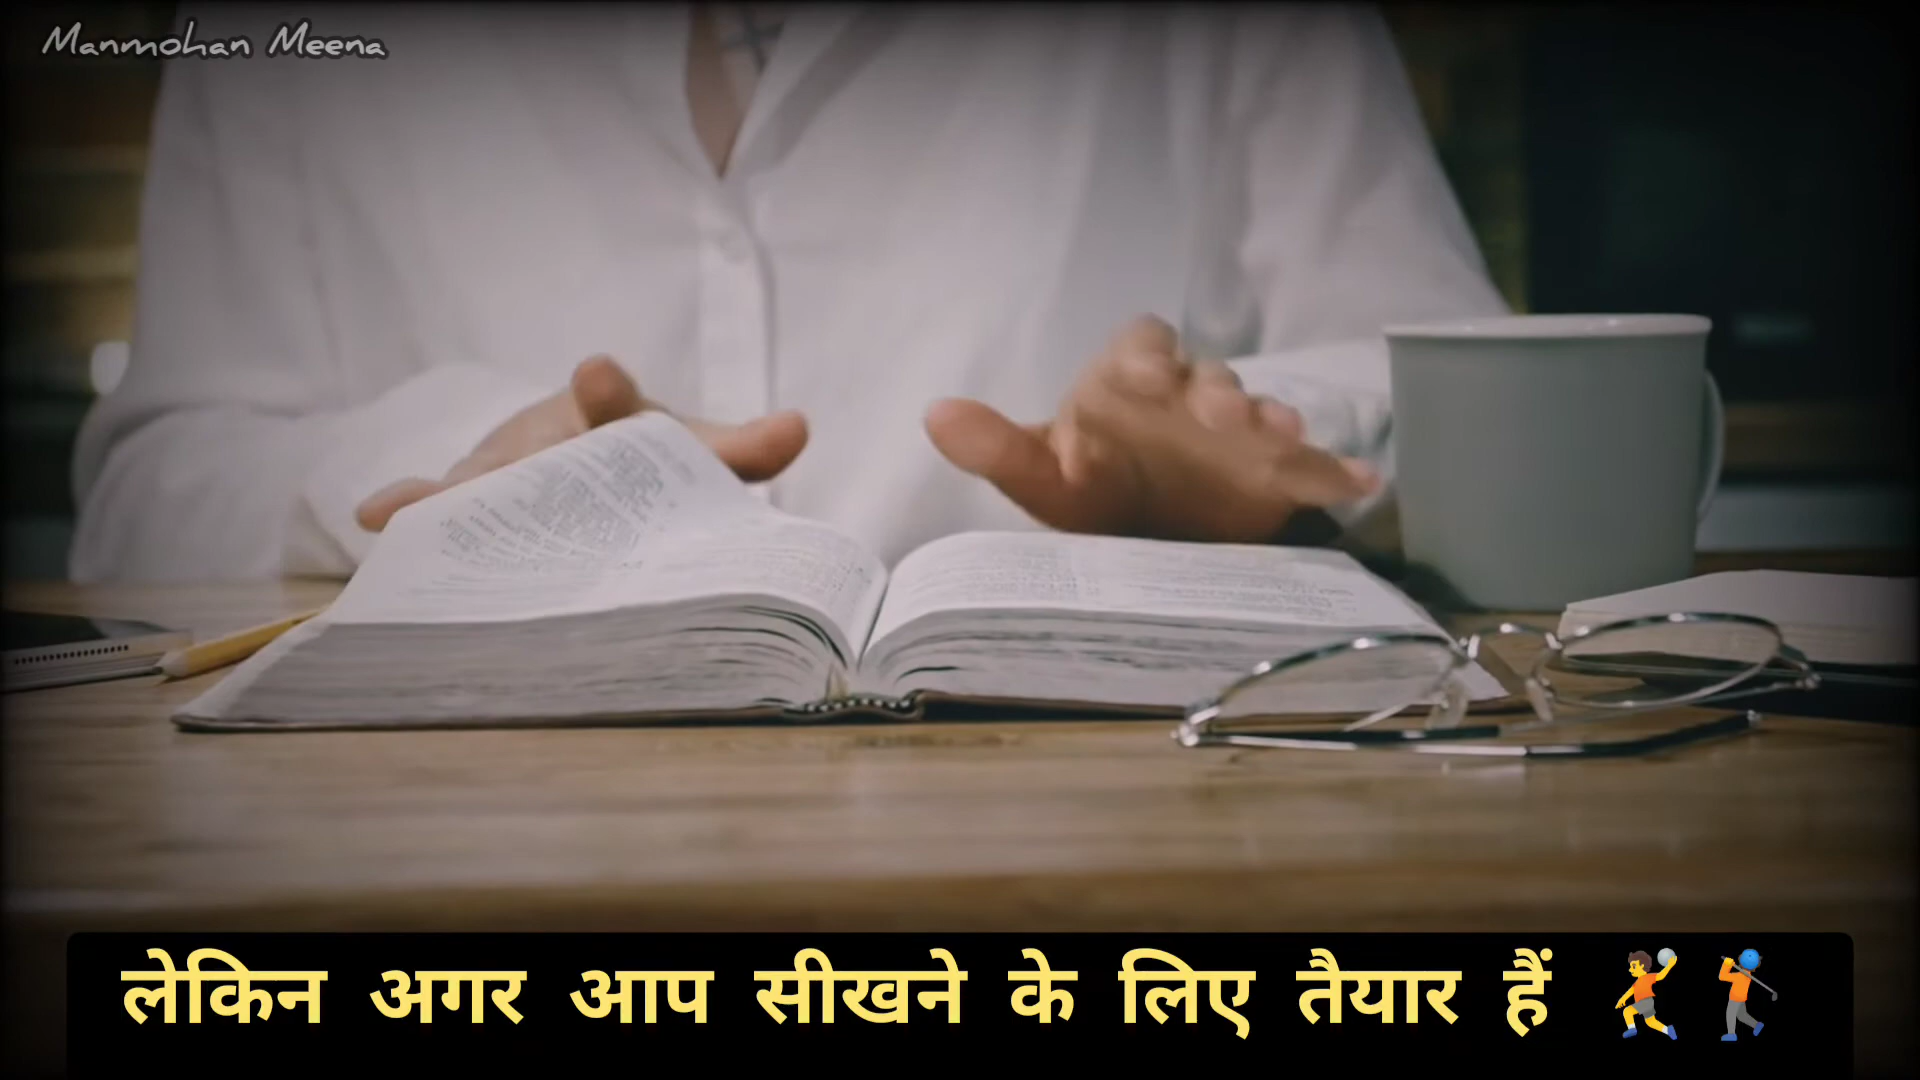 Manmohan Meena
लेकिन अगर आप सीखने के लिए तैयार हैं